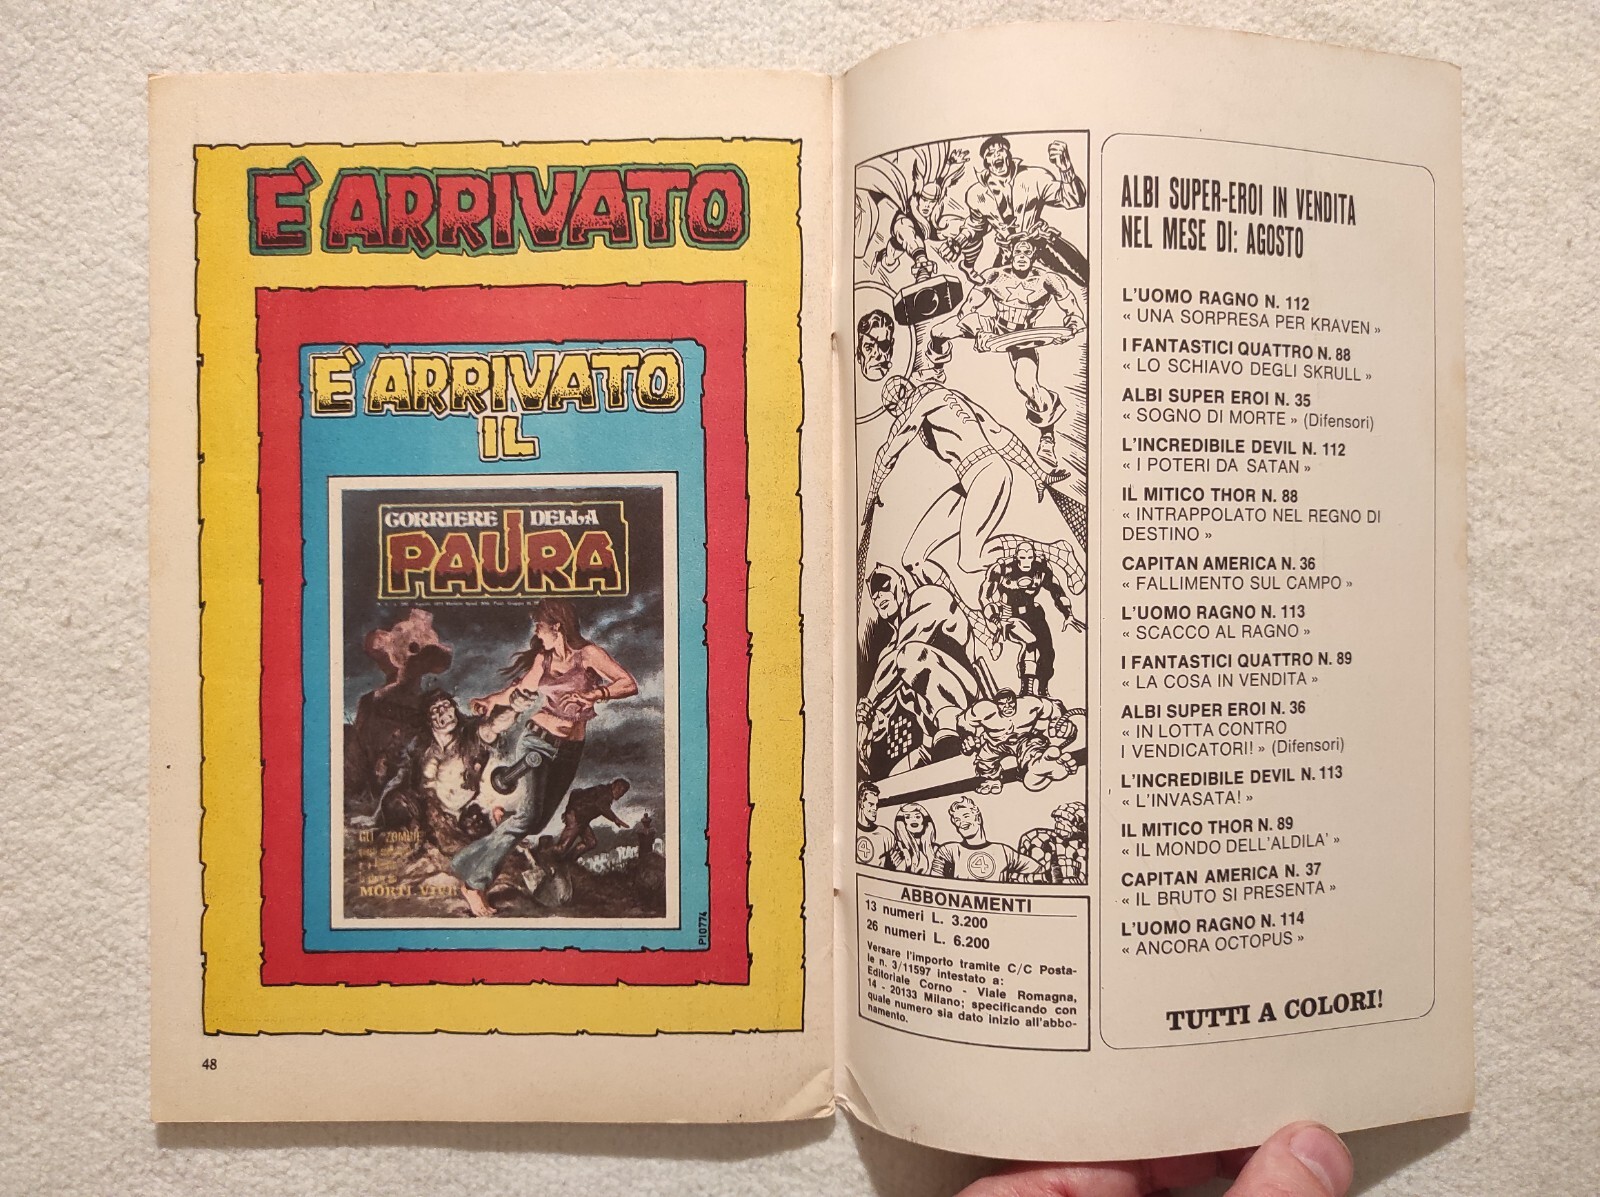 È ARRIVATO
È ARRIVATO
IL
CORRIERE DELLA
PAURA
GLI ZOMBIE
MORTI VIVI
PI0774
48
4
4
ABBONAMENTI
13 numeri L. 3.200
26 numeri L. 6.200
Versare l'importo tramite C/C Posta-
le n. 3/11597 intestato a:
Editoriale Corno - Viale Romagna,
14 - 20133 Milano; specificando con
quale numero sia dato inizio all'abbo-
namento.
ALBI SUPER-EROI IN VENDITA
NEL MESE DI: AGOSTO
L'UOMO RAGNO N. 112
« UNA SORPRESA PER KRAVEN »
I FANTASTICI QUATTRO N. 88
« LO SCHIAVO DEGLI SKRULL »
ALBI SUPER EROI N. 35
« SOGNO DI MORTE » (Difensori)
L'INCREDIBILE DEVIL N. 112
« I POTERI DA SATAN »
IL MITICO THOR N. 88
« INTRAPPOLATO NEL REGNO DI
DESTINO »
CAPITAN AMERICA N. 36
« FALLIMENTO SUL CAMPO »
L'UOMO RAGNO N. 113
« SCACCO AL RAGNO »
I FANTASTICI QUATTRO N. 89
« LA COSA IN VENDITA »
ALBI SUPER EROI N. 36
« IN LOTTA CONTRO
I VENDICATORI! » (Difensori)
L'INCREDIBILE DEVIL N. 113
« L'INVASATA! »
IL MITICO THOR N. 89
« IL MONDO DELL'ALDILA' »
CAPITAN AMERICA N. 37
« IL BRUTO SI PRESENTA »
L'UOMO RAGNO N. 114
« ANCORA OCTOPUS »
TUTTI A COLORI!